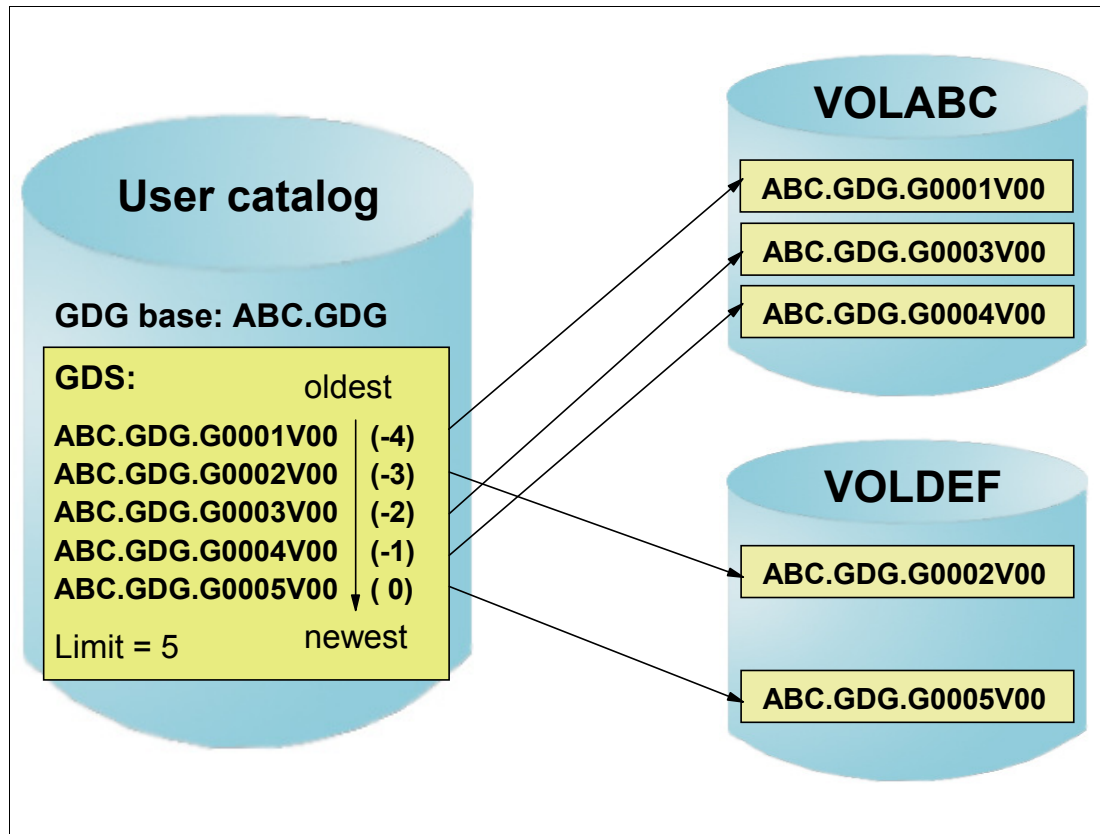 User catalog
GDG base: ABC.GDG
GDS:
oldest
ABC.GDG.G0001V00 (-4)
ABC.GDG.G0002V00 (-3)
ABC.GDG.G0003V00 (-2)
ABC.GDG.G0004V00 (-1)
ABC.GDG.G0005V00 ( 0)
Limit = 5
newest
VOLABC
ABC.GDG.G0001V00
ABC.GDG.G0003V00
ABC.GDG.G0004V00
VOLDEF
ABC.GDG.G0002V00
ABC.GDG.G0005V00